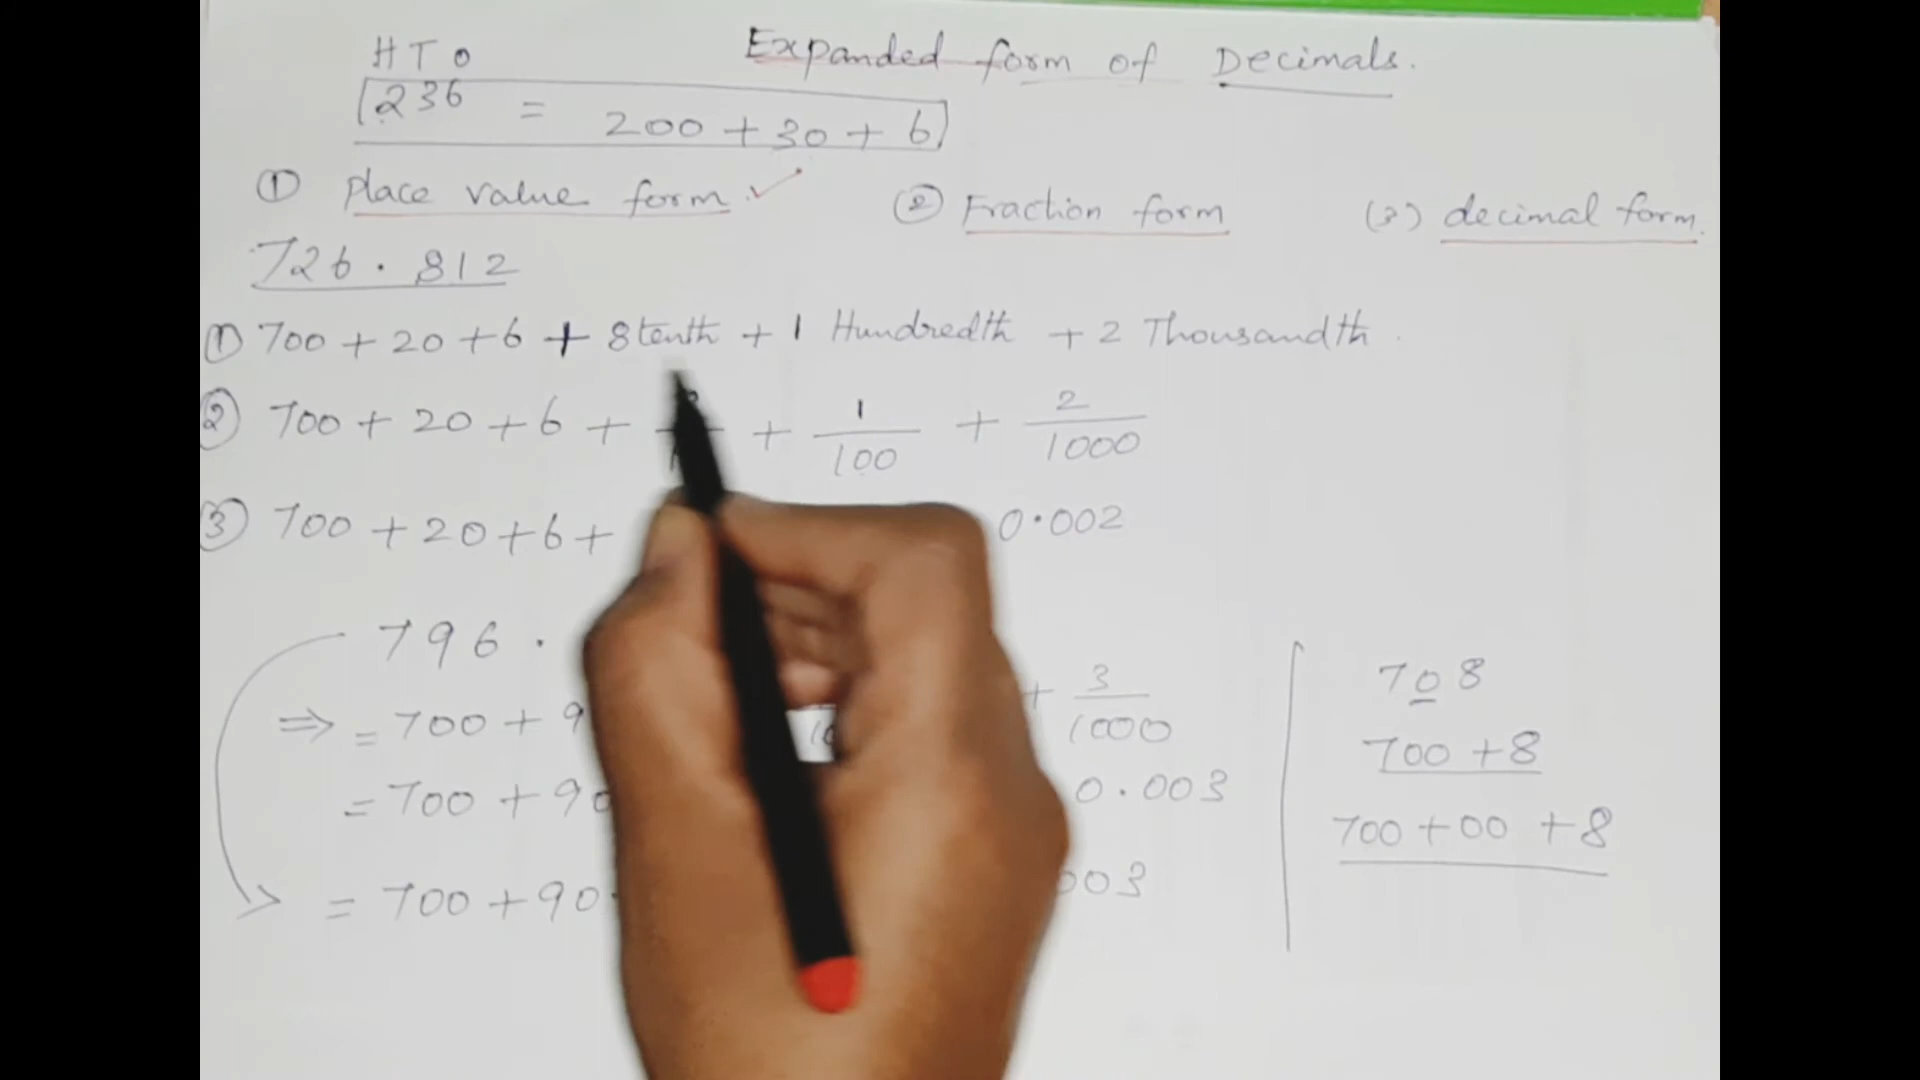 Expanded form of Decimals.
H T O
236 = 200 + 30 + 6
① Place value form. ✓ ② Fraction form (3) decimal form.
726.812
① 700 + 20 + 6 + 8tenth + 1 Hundredth + 2 Thousandth.
② 700 + 20 + 6 + + 1/100 + 2/1000
③ 700 + 20 + 6 + 0.002
796.
⇒ = 700 + 9 + 3/1000
= 700 + 90 0.003
= 700 + 90 003
708
700 + 8
700 + 00 + 8